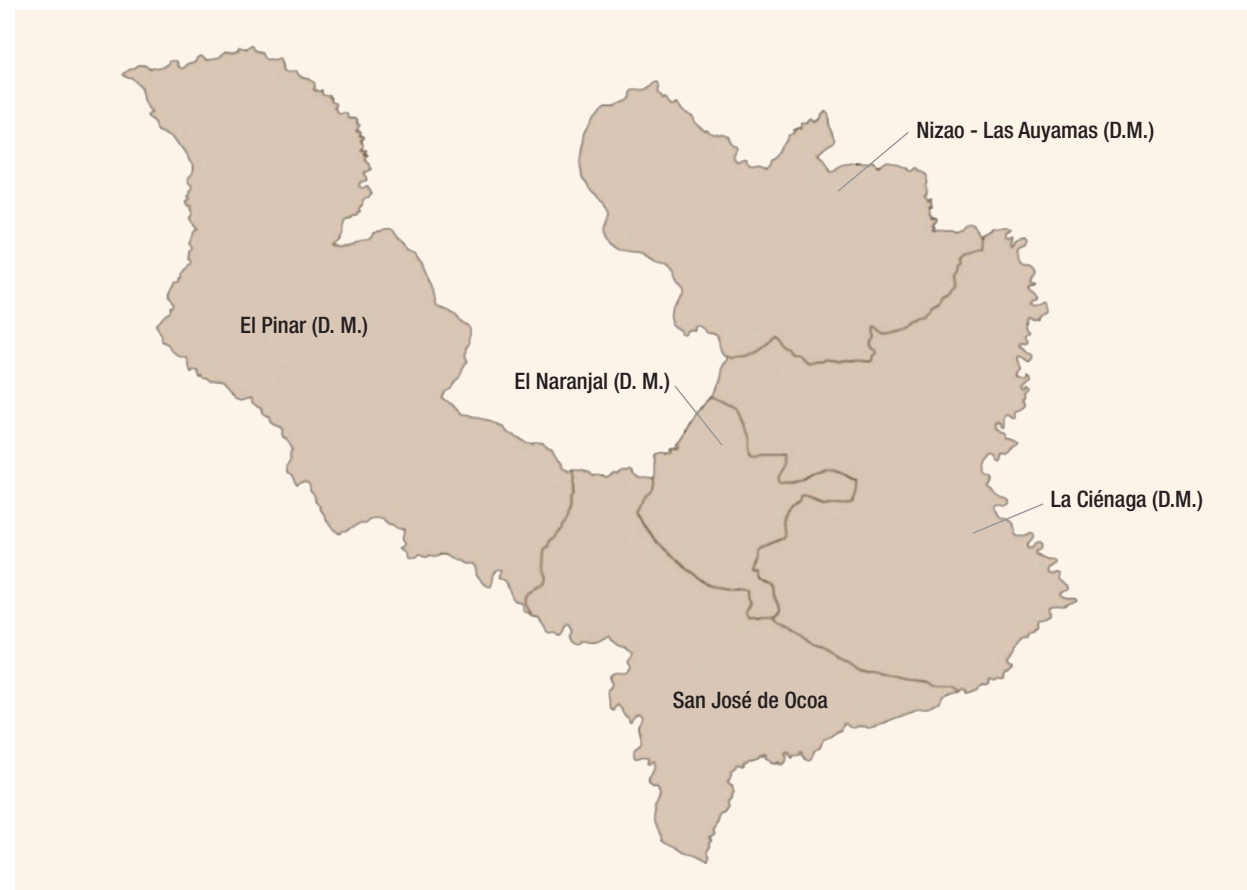 Nizao - Las Auyamas (D.M.)
El Pinar (D. M.)
El Naranjal (D. M.)
La Ciénaga (D.M.)
San José de Ocoa